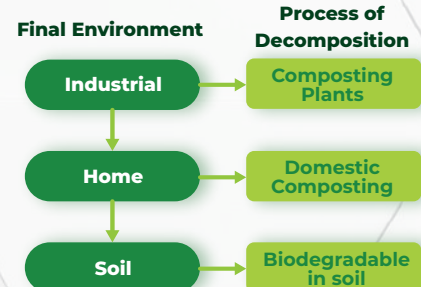 Final Environment
Process of
Decomposition
Industrial
Composting
Plants
Home
Domestic
Composting
Soil
Biodegradable
in soil